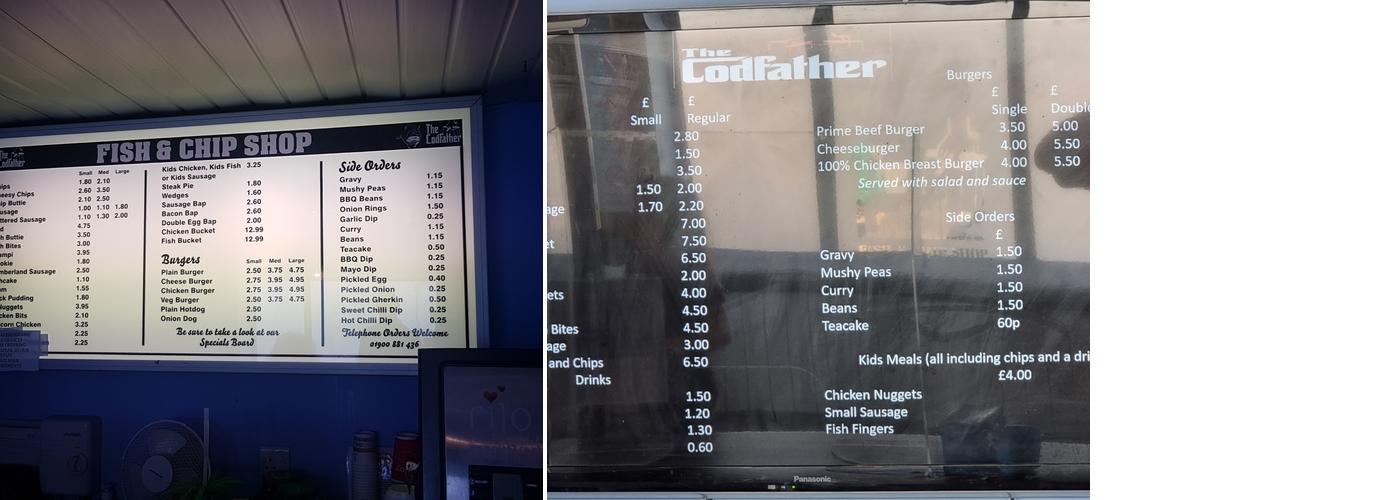 The Codfather
FISH & CHIP SHOP
The Codfather
Small Med Large
1.80 2.10
Chips 2.60 3.50
Buttie 2.10 2.50
1.00 1.10 1.80
Sausage 1.10 1.30 2.00
4.75
Buttie 3.50
Bites 3.00
3.95
1.80
Sausage 2.50
1.10
1.55
Pudding 1.80
3.95
Bits 2.10
Chicken 3.25
2.25
2.25
Kids Chicken, Kids Fish 3.25
or Kids Sausage
Steak Pie 1.80
Wedges 1.60
Sausage Bap 2.60
Bacon Bap 2.60
Double Egg Bap 2.00
Chicken Bucket 12.99
Fish Bucket 12.99
Burgers Small Med Large
Plain Burger 2.50 3.75 4.75
Cheese Burger 2.75 3.95 4.95
Chicken Burger 2.75 3.95 4.95
Veg Burger 2.50 3.75 4.75
Plain Hotdog 2.50
Onion Dog 2.50
Be sure to take a look at our
Specials Board
Side Orders
Gravy 1.15
Mushy Peas 1.15
BBQ Beans 1.15
Onion Rings 1.50
Garlic Dip 0.25
Curry 1.15
Beans 1.15
Teacake 0.50
BBQ Dip 0.25
Mayo Dip 0.25
Pickled Egg 0.40
Pickled Onion 0.25
Pickled Gherkin 0.50
Sweet Chilli Dip 0.25
Hot Chilli Dip 0.25
Telephone Orders Welcome
01900 881 436
The Codfather
£ £
Small Regular
2.80
1.50
3.50
1.50 2.00
1.70 2.20
7.00
7.50
6.50
2.00
4.00
4.50
Bites 4.50
3.00
and Chips 6.50
Drinks
1.50
1.20
1.30
0.60
Burgers
£ £
Single Double
Prime Beef Burger 3.50 5.00
Cheeseburger 4.00 5.50
100% Chicken Breast Burger 4.00 5.50
Served with salad and sauce
Side Orders
£
Gravy 1.50
Mushy Peas 1.50
Curry 1.50
Beans 1.50
Teacake 60p
Kids Meals (all including chips and a dri
£4.00
Chicken Nuggets
Small Sausage
Fish Fingers
Panasonic